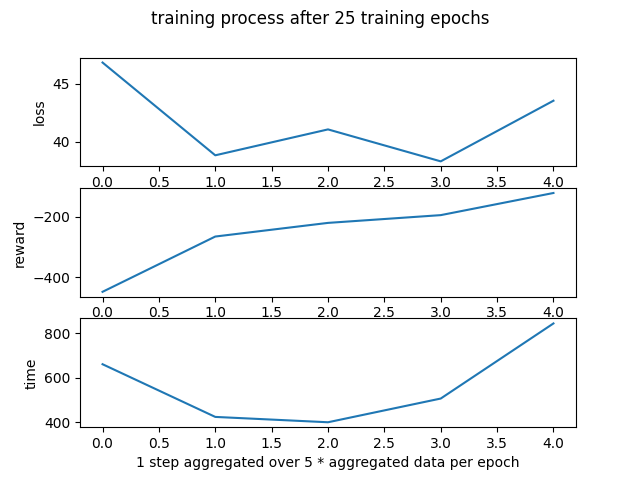 training process after 25 training epochs
45
40
loss
0.0 0.5 1.0 1.5 2.0 2.5 3.0 3.5 4.0
−200
−400
reward
0.0 0.5 1.0 1.5 2.0 2.5 3.0 3.5 4.0
800
600
400
time
0.0 0.5 1.0 1.5 2.0 2.5 3.0 3.5 4.0
1 step aggregated over 5 * aggregated data per epoch